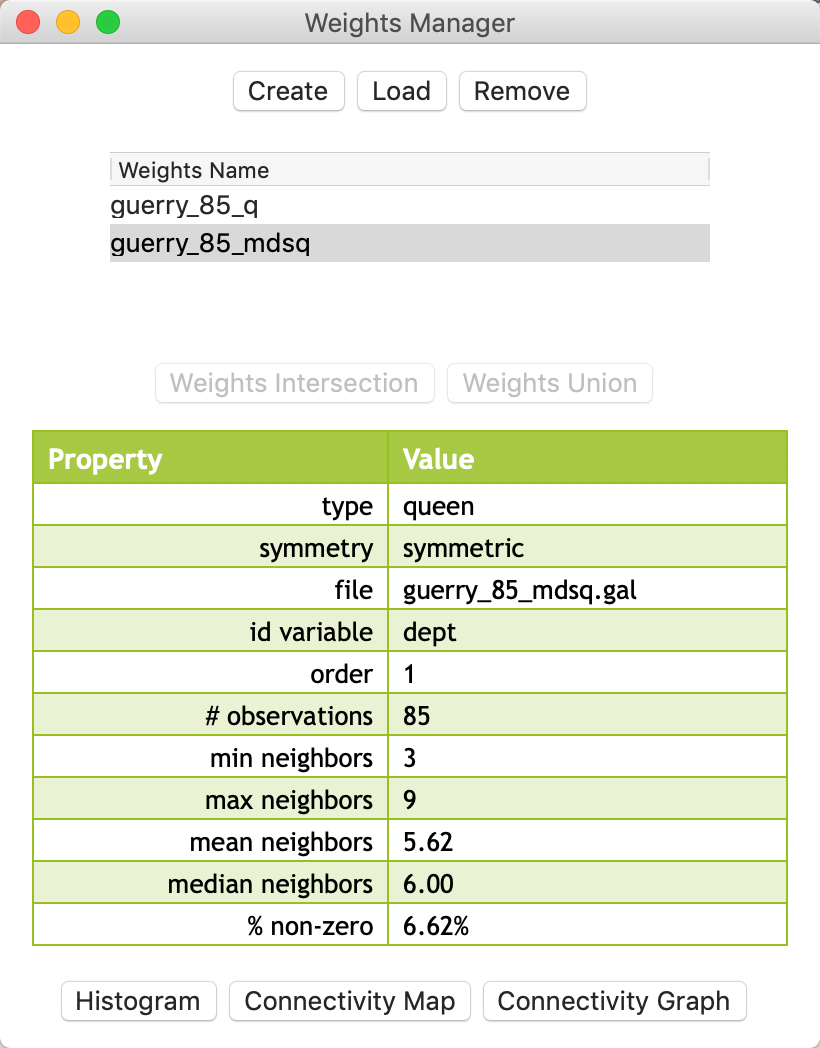 Weights Manager
Create Load Remove
Weights Name
guerry_85_q
guerry_85_mdsq
Weights Intersection Weights Union
Property Value
type queen
symmetry symmetric
file guerry_85_mdsq.gal
id variable dept
order 1
# observations 85
min neighbors 3
max neighbors 9
mean neighbors 5.62
median neighbors 6.00
% non-zero 6.62%
Histogram Connectivity Map Connectivity Graph